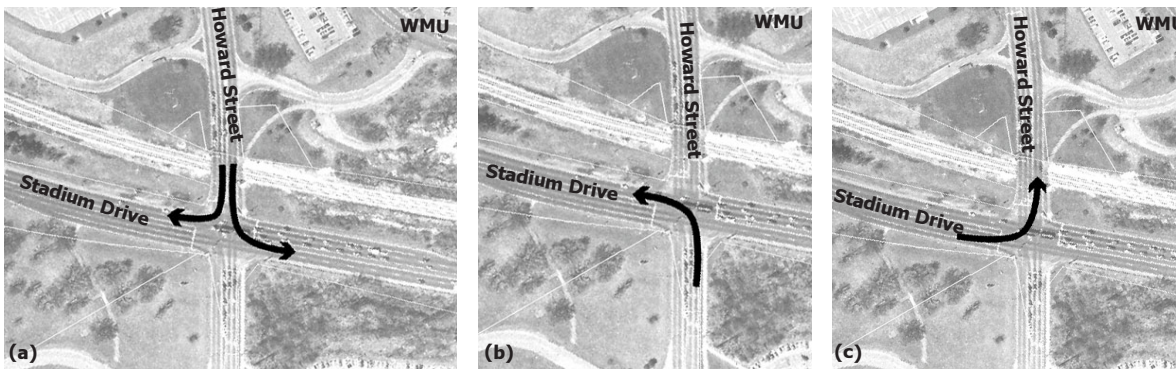 WMU
Howard Street
Stadium Drive
(a)
WMU
Howard Street
Stadium Drive
(b)
WMU
Howard Street
Stadium Drive
(c)